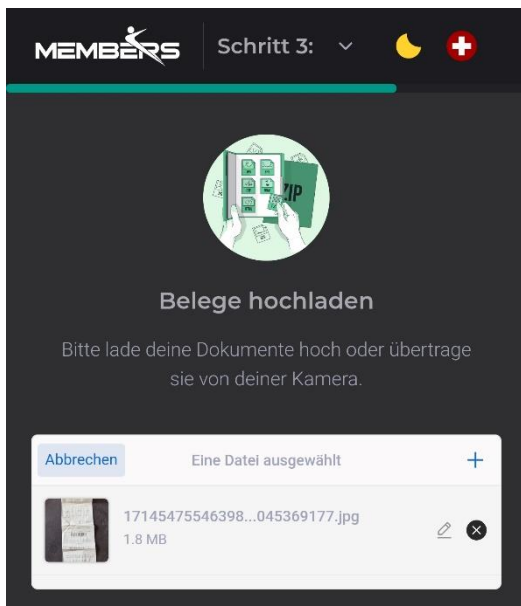 MEMBERS
Schritt 3:
ZIP
Belege hochladen
Bitte lade deine Dokumente hoch oder übertrage
sie von deiner Kamera.
Abbrechen
Eine Datei ausgewählt
17145475546398...045369177.jpg
1.8 MB